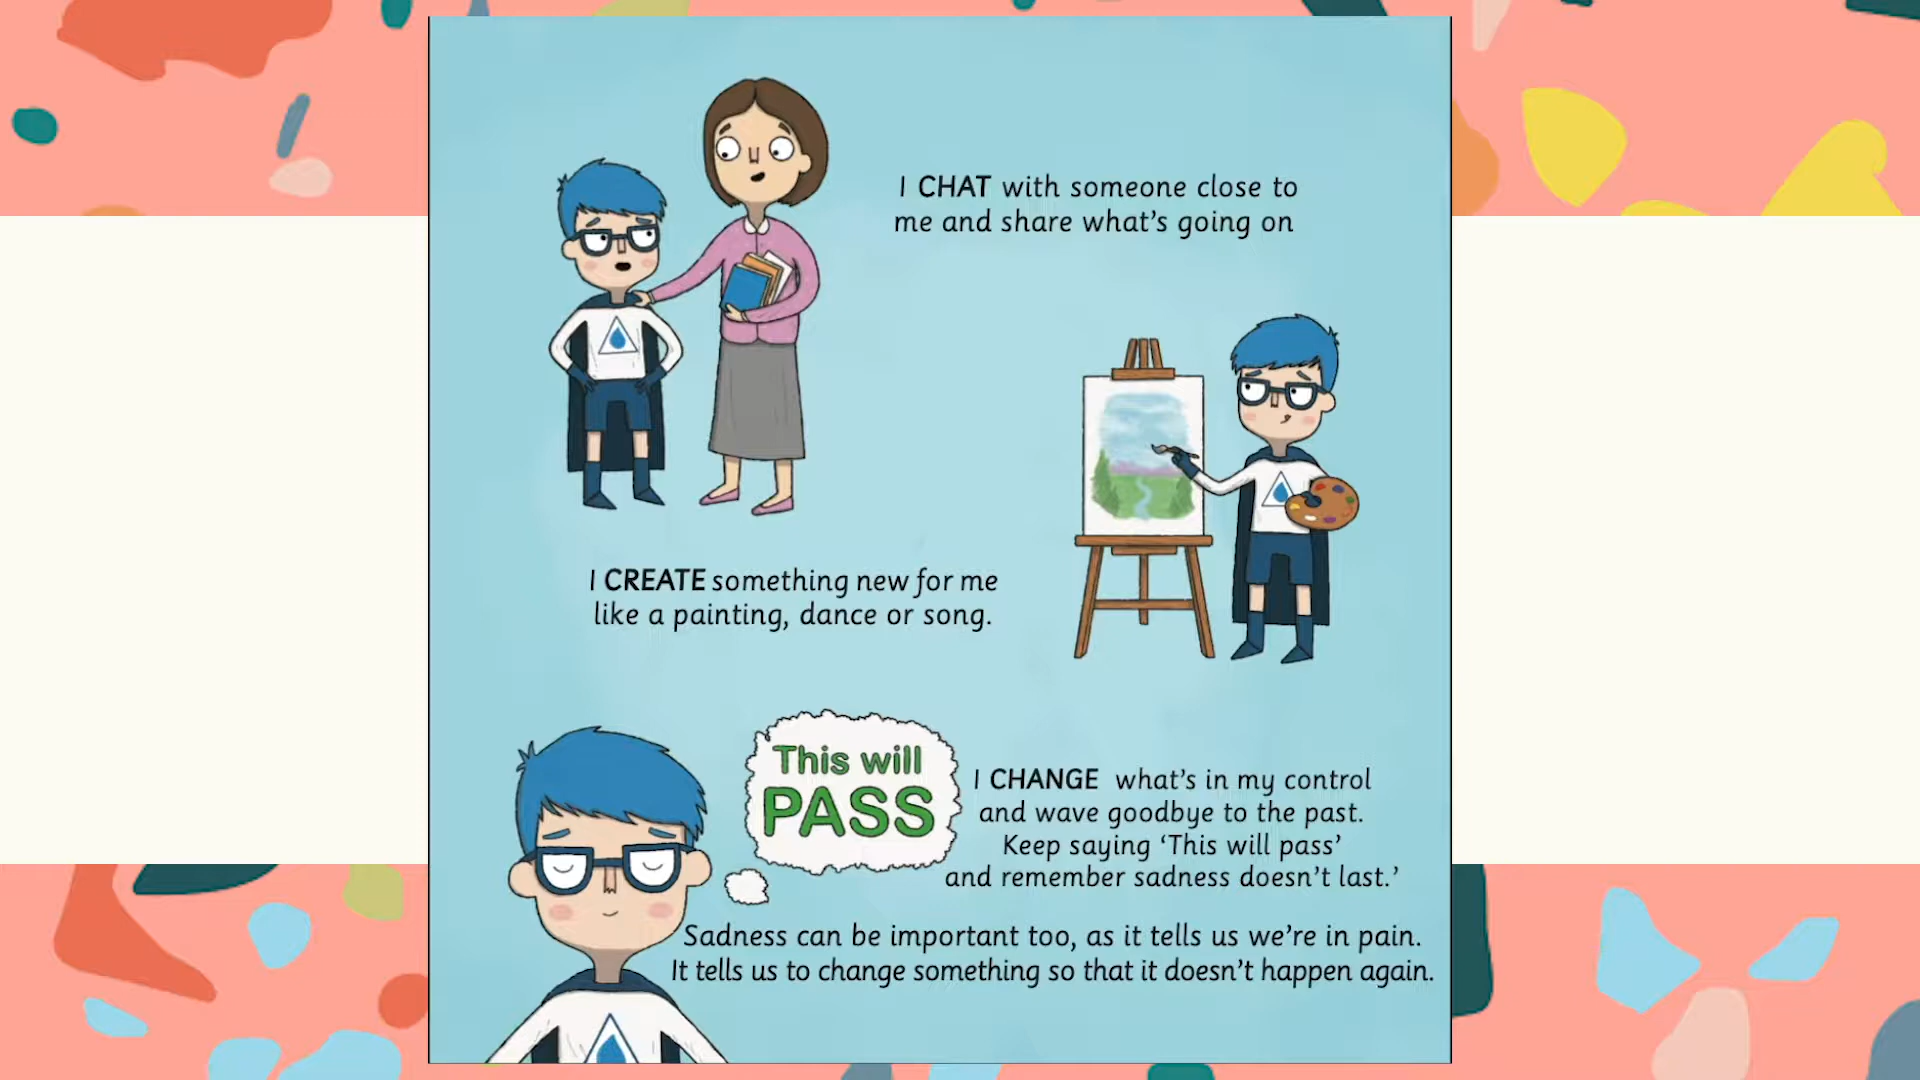 I CHAT with someone close to
me and share what's going on
I CREATE something new for me
like a painting, dance or song.
This will
PASS
I CHANGE what's in my control
and wave goodbye to the past.
Keep saying ‘This will pass’
and remember sadness doesn't last.’
Sadness can be important too, as it tells us we're in pain.
It tells us to change something so that it doesn't happen again.